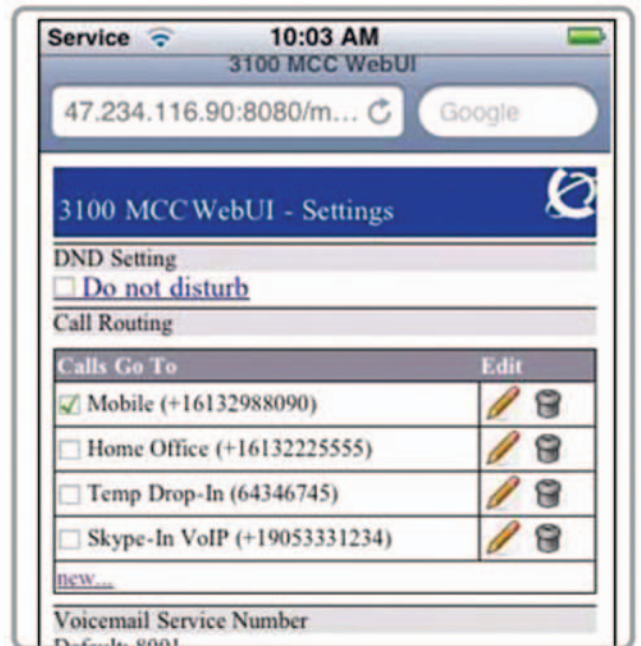 Service 10:03 AM
3100 MCC WebUI
47.234.116.90:8080/m... Google
3100 MCC WebUI - Settings
DND Setting
Do not disturb
Call Routing
Calls Go To Edit
Mobile (+16132988090)
Home Office (+16132225555)
Temp Drop-In (64346745)
Skype-In VoIP (+19053331234)
new...
Voicemail Service Number
Default: 8001